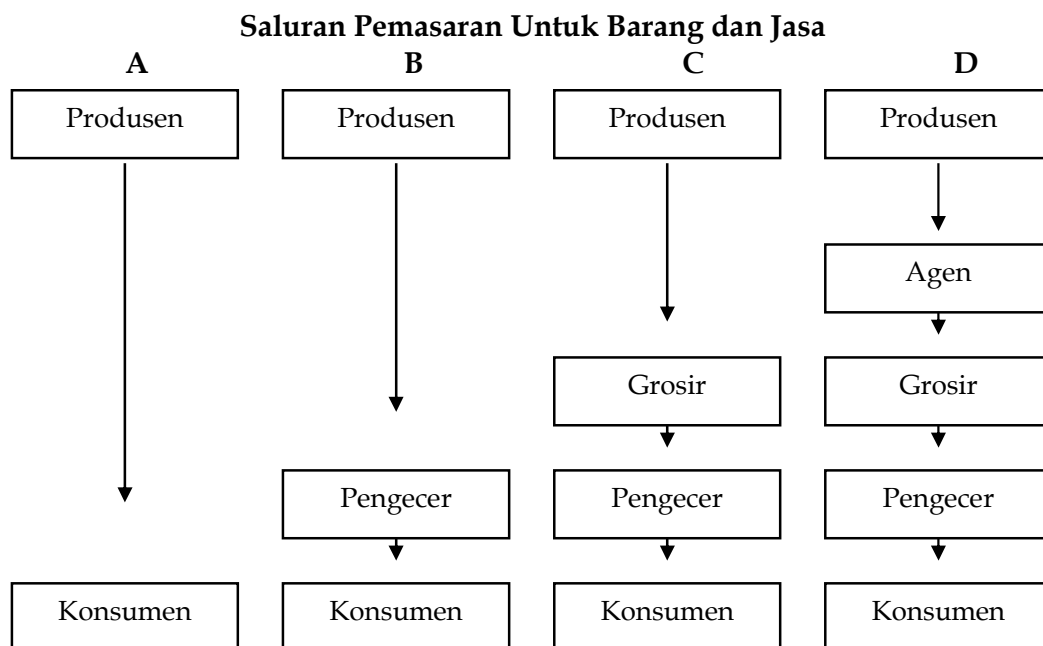 Saluran Pemasaran Untuk Barang dan Jasa
A B C D
Produsen Produsen Produsen Produsen
Agen
Grosir Grosir
Pengecer Pengecer Pengecer
Konsumen Konsumen Konsumen Konsumen